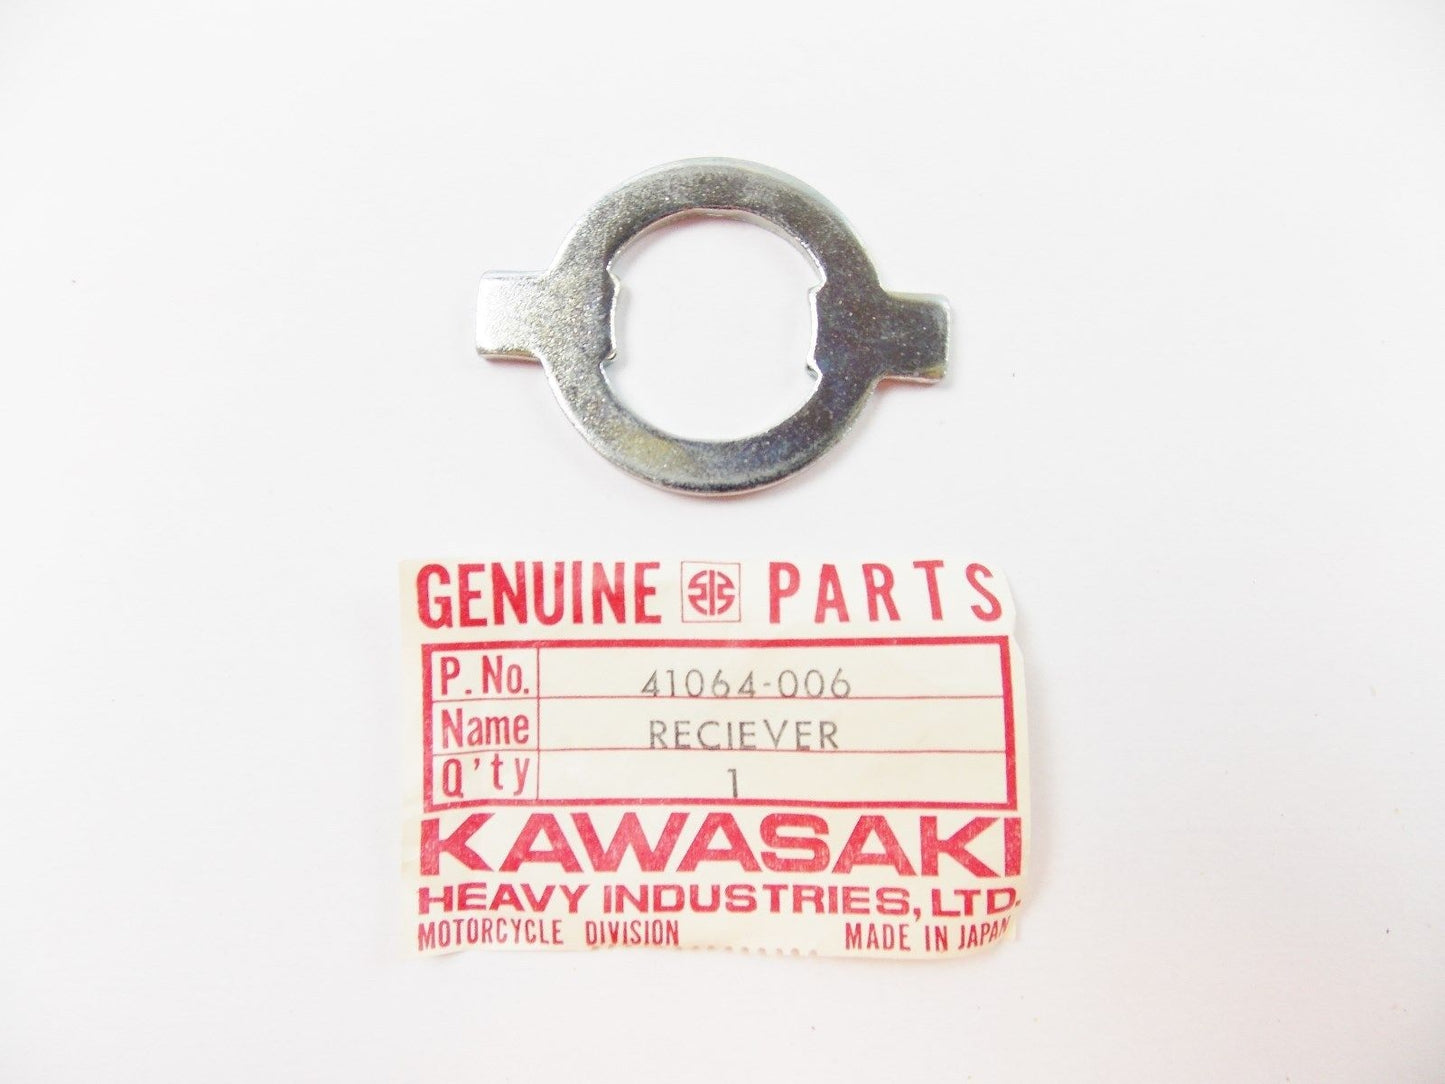 GENUINE PARTS
P. No. 41064-006
Name RECIEVER
Q'ty 1
KAWASAKI
HEAVY INDUSTRIES, LTD.
MOTORCYCLE DIVISION MADE IN JAPAN